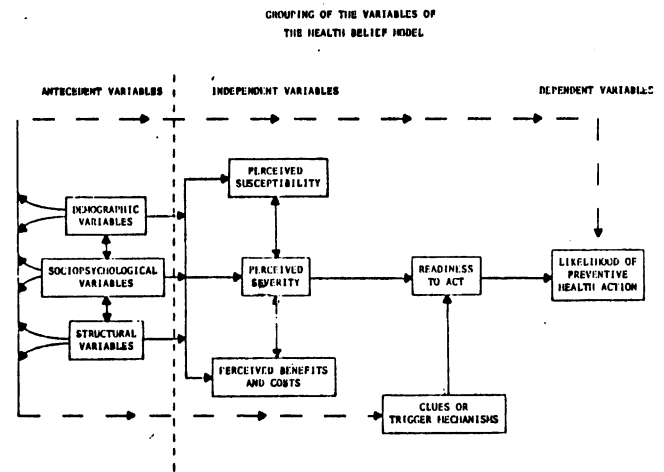 GROUPING OF THE VARIABLES OF
THE HEALTH BELIEF MODEL
ANTECEDENT VARIABLES
INDEPENDENT VARIABLES
DEPENDENT VARIABLES
PERCEIVED
SUSCEPTIBILITY
DEMOGRAPHIC
VARIABLES
SOCIOPSYCHOLOGICAL
VARIABLES
PERCEIVED
SEVERITY
READINESS
TO ACT
LIKELIHOOD OF
PREVENTIVE
HEALTH ACTION
STRUCTURAL
VARIABLES
PERCEIVED BENEFITS
AND COSTS
CLUES OR
TRIGGER MECHANISMS